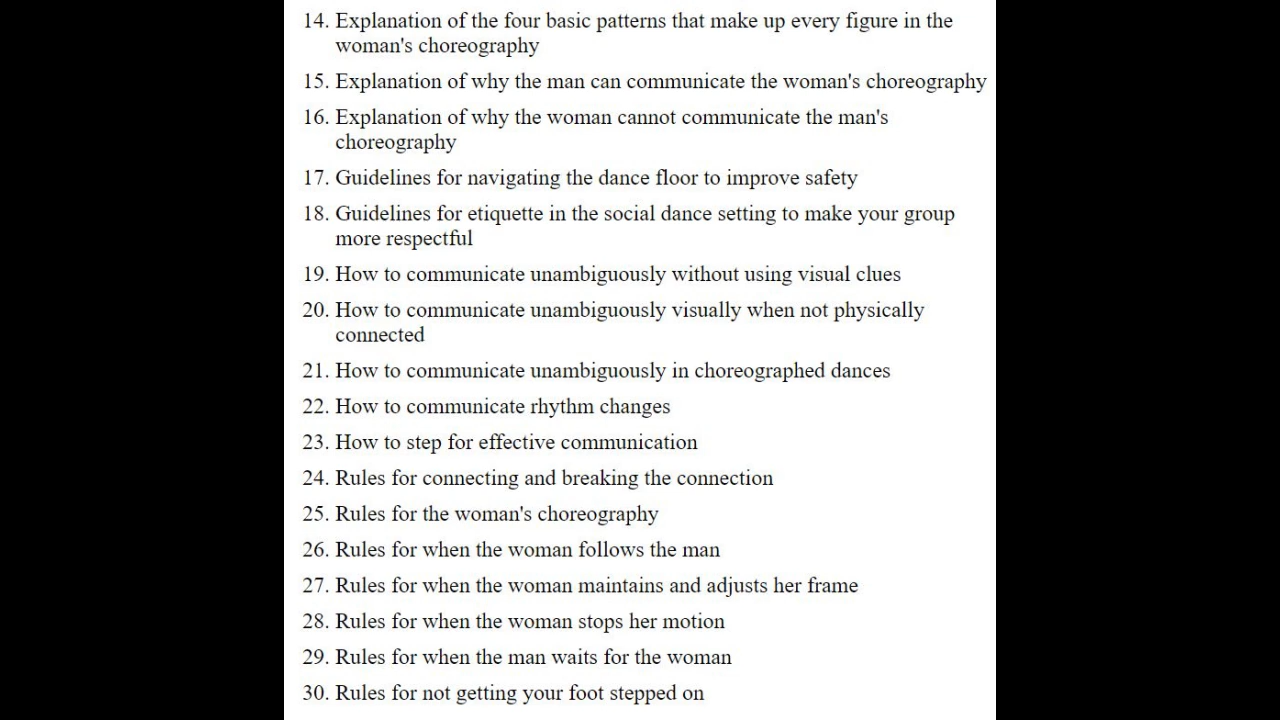 14. Explanation of the four basic patterns that make up every figure in the
woman's choreography
15. Explanation of why the man can communicate the woman's choreography
16. Explanation of why the woman cannot communicate the man's
choreography
17. Guidelines for navigating the dance floor to improve safety
18. Guidelines for etiquette in the social dance setting to make your group
more respectful
19. How to communicate unambiguously without using visual clues
20. How to communicate unambiguously visually when not physically
connected
21. How to communicate unambiguously in choreographed dances
22. How to communicate rhythm changes
23. How to step for effective communication
24. Rules for connecting and breaking the connection
25. Rules for the woman's choreography
26. Rules for when the woman follows the man
27. Rules for when the woman maintains and adjusts her frame
28. Rules for when the woman stops her motion
29. Rules for when the man waits for the woman
30. Rules for not getting your foot stepped on